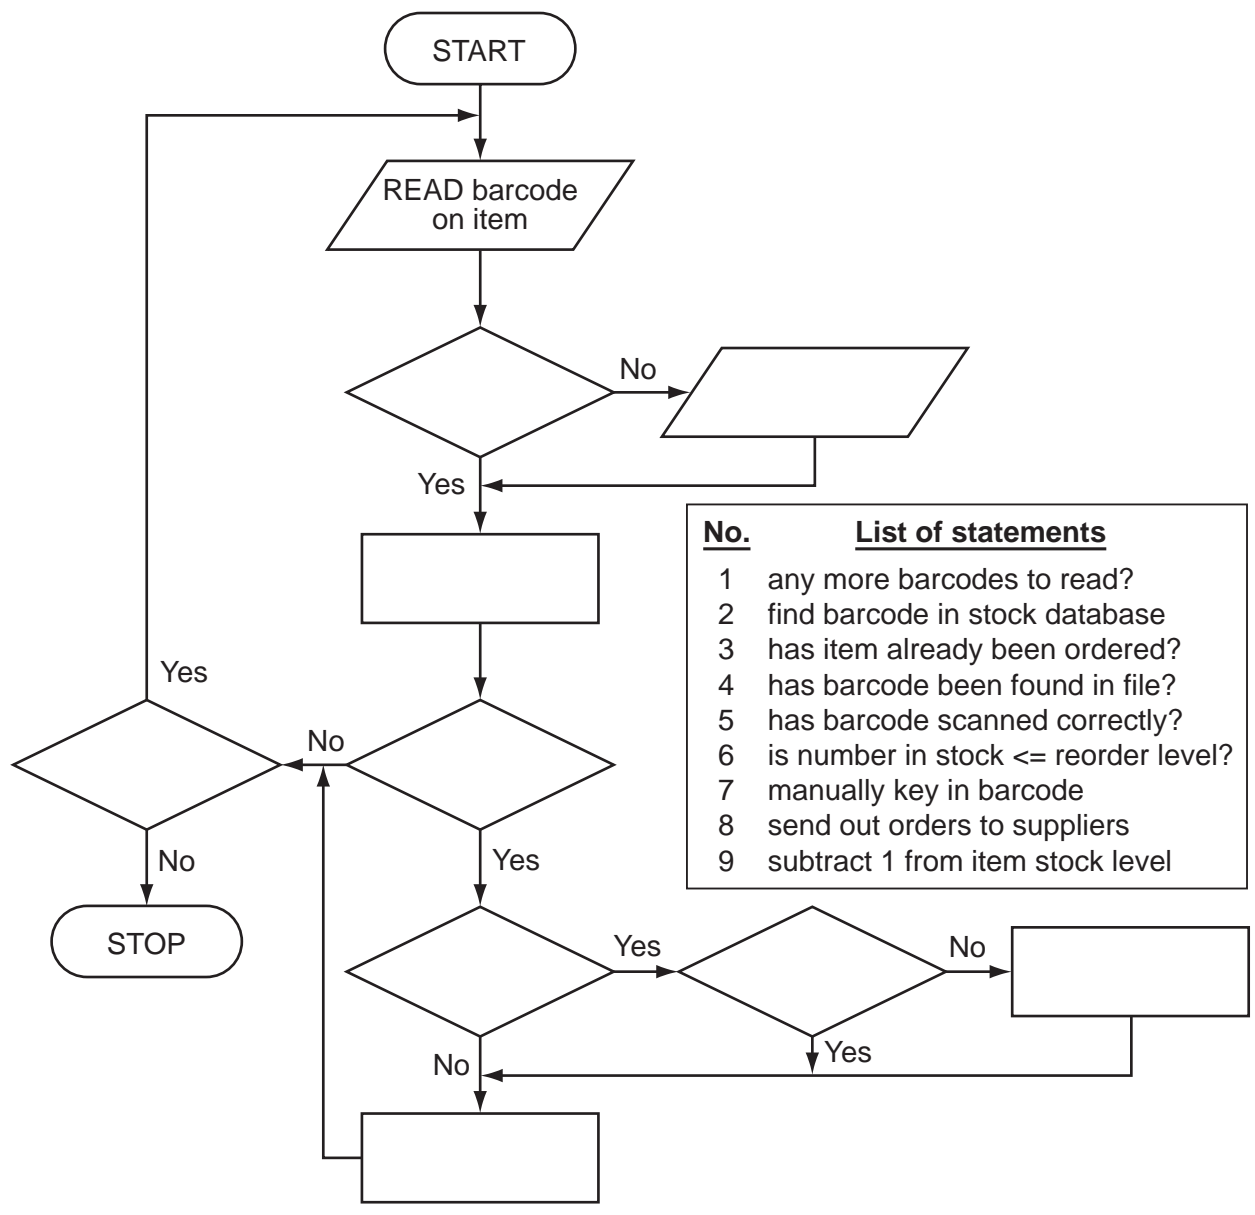 START
READ barcode
on item
No
Yes
No. List of statements
1 any more barcodes to read?
2 find barcode in stock database
3 has item already been ordered?
4 has barcode been found in file?
5 has barcode scanned correctly?
6 is number in stock <= reorder level?
7 manually key in barcode
8 send out orders to suppliers
9 subtract 1 from item stock level
Yes
No
No
Yes
STOP
Yes
No
No
Yes